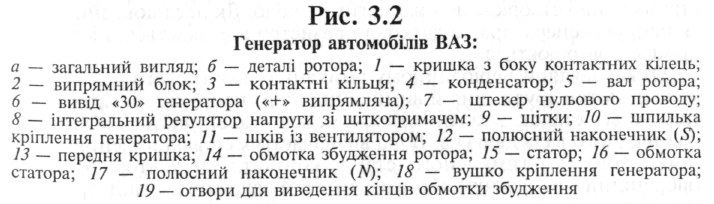 Рис. 3.2
Генератор автомобілів ВАЗ:
а — загальний вигляд; б — деталі ротора; 1 — кришка з боку контактних кілець;
2 — випрямний блок; 3 — контактні кільця; 4 — конденсатор; 5 — вал ротора;
6 — вивід «30» генератора («+» випрямляча); 7 — штекер нульового проводу;
8 — інтегральний регулятор напруги зі щіткотримачем; 9 — щітки; 10 — шпилька
кріплення генератора; 11 — шків із вентилятором; 12 — полюсний наконечник (S);
13 — передня кришка; 14 — обмотка збудження ротора; 15 — статор; 16 — обмотка
статора; 17 — полюсний наконечник (N); 18 — вушко кріплення генератора;
19 — отвори для виведення кінців обмотки збудження